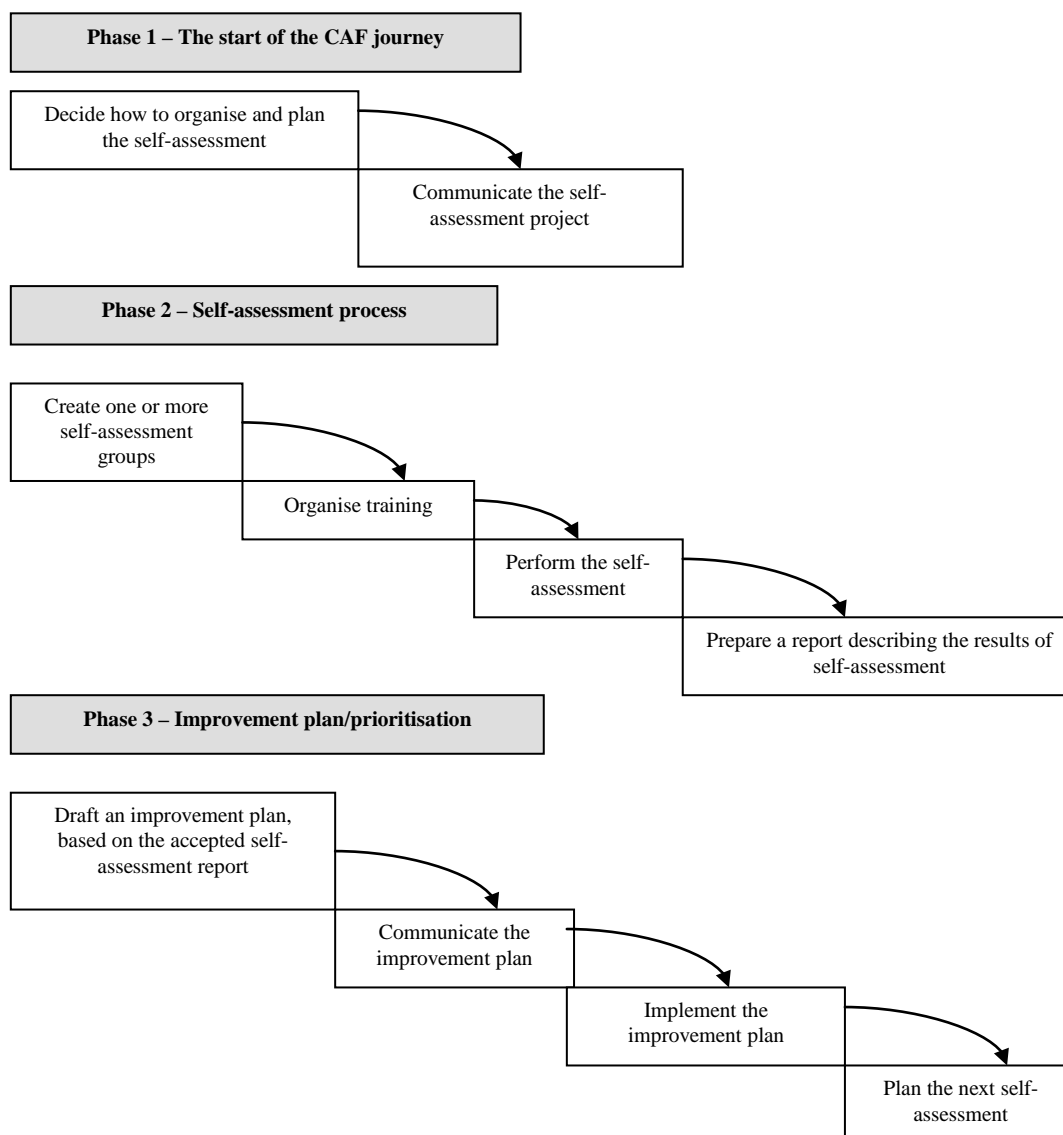 Phase 1 – The start of the CAF journey
Decide how to organise and plan
the self-assessment
Communicate the self-
assessment project
Phase 2 – Self-assessment process
Create one or more
self-assessment
groups
Organise training
Perform the self-
assessment
Prepare a report describing the results of
self-assessment
Phase 3 – Improvement plan/prioritisation
Draft an improvement plan,
based on the accepted self-
assessment report
Communicate the
improvement plan
Implement the
improvement plan
Plan the next self-
assessment